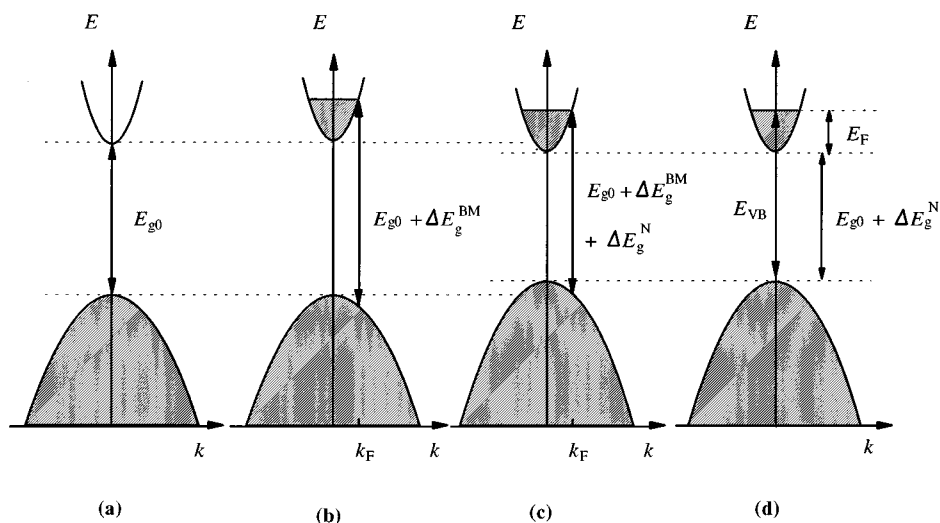 E E E E
E_g0
E_g0 + ΔE_g^BM
E_g0 + ΔE_g^BM
+ ΔE_g^N
E_VB
E_F
E_g0 + ΔE_g^N
k k_F k k_F k k
(a) (b) (c) (d)